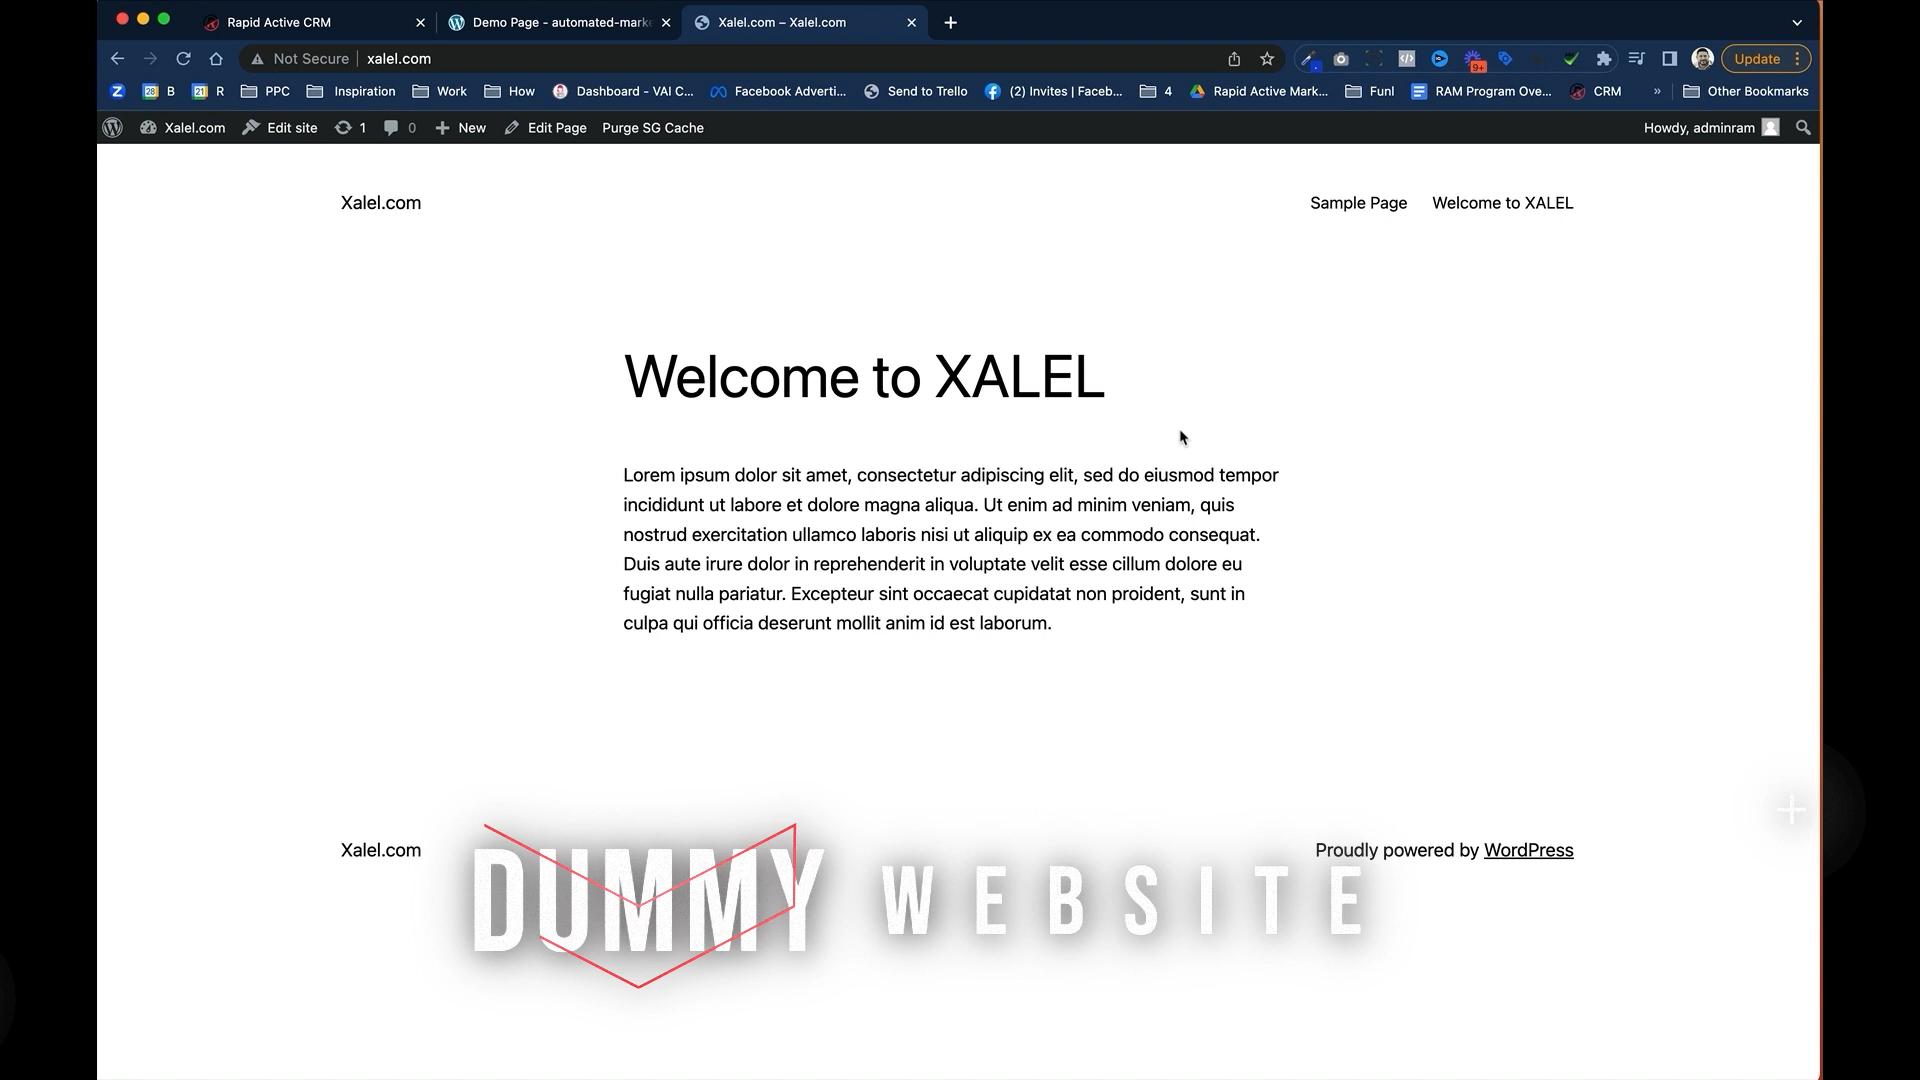 Rapid Active CRM
Demo Page - automated-marke
Xalel.com – Xalel.com
Not Secure
xalel.com
9+
Update
Z
28
B
21
R
PPC
Inspiration
Work
How
Dashboard - VAI C...
Facebook Adverti...
Send to Trello
(2) Invites | Faceb...
4
Rapid Active Mark...
Funl
RAM Program Ove...
CRM
»
Other Bookmarks
Xalel.com
Edit site
1
0
New
Edit Page
Purge SG Cache
Howdy, adminram
Xalel.com
Sample Page
Welcome to XALEL
Welcome to XALEL
Lorem ipsum dolor sit amet, consectetur adipiscing elit, sed do eiusmod tempor
incididunt ut labore et dolore magna aliqua. Ut enim ad minim veniam, quis
nostrud exercitation ullamco laboris nisi ut aliquip ex ea commodo consequat.
Duis aute irure dolor in reprehenderit in voluptate velit esse cillum dolore eu
fugiat nulla pariatur. Excepteur sint occaecat cupidatat non proident, sunt in
culpa qui officia deserunt mollit anim id est laborum.
Xalel.com
Proudly powered by WordPress
DUMMY WEBSITE